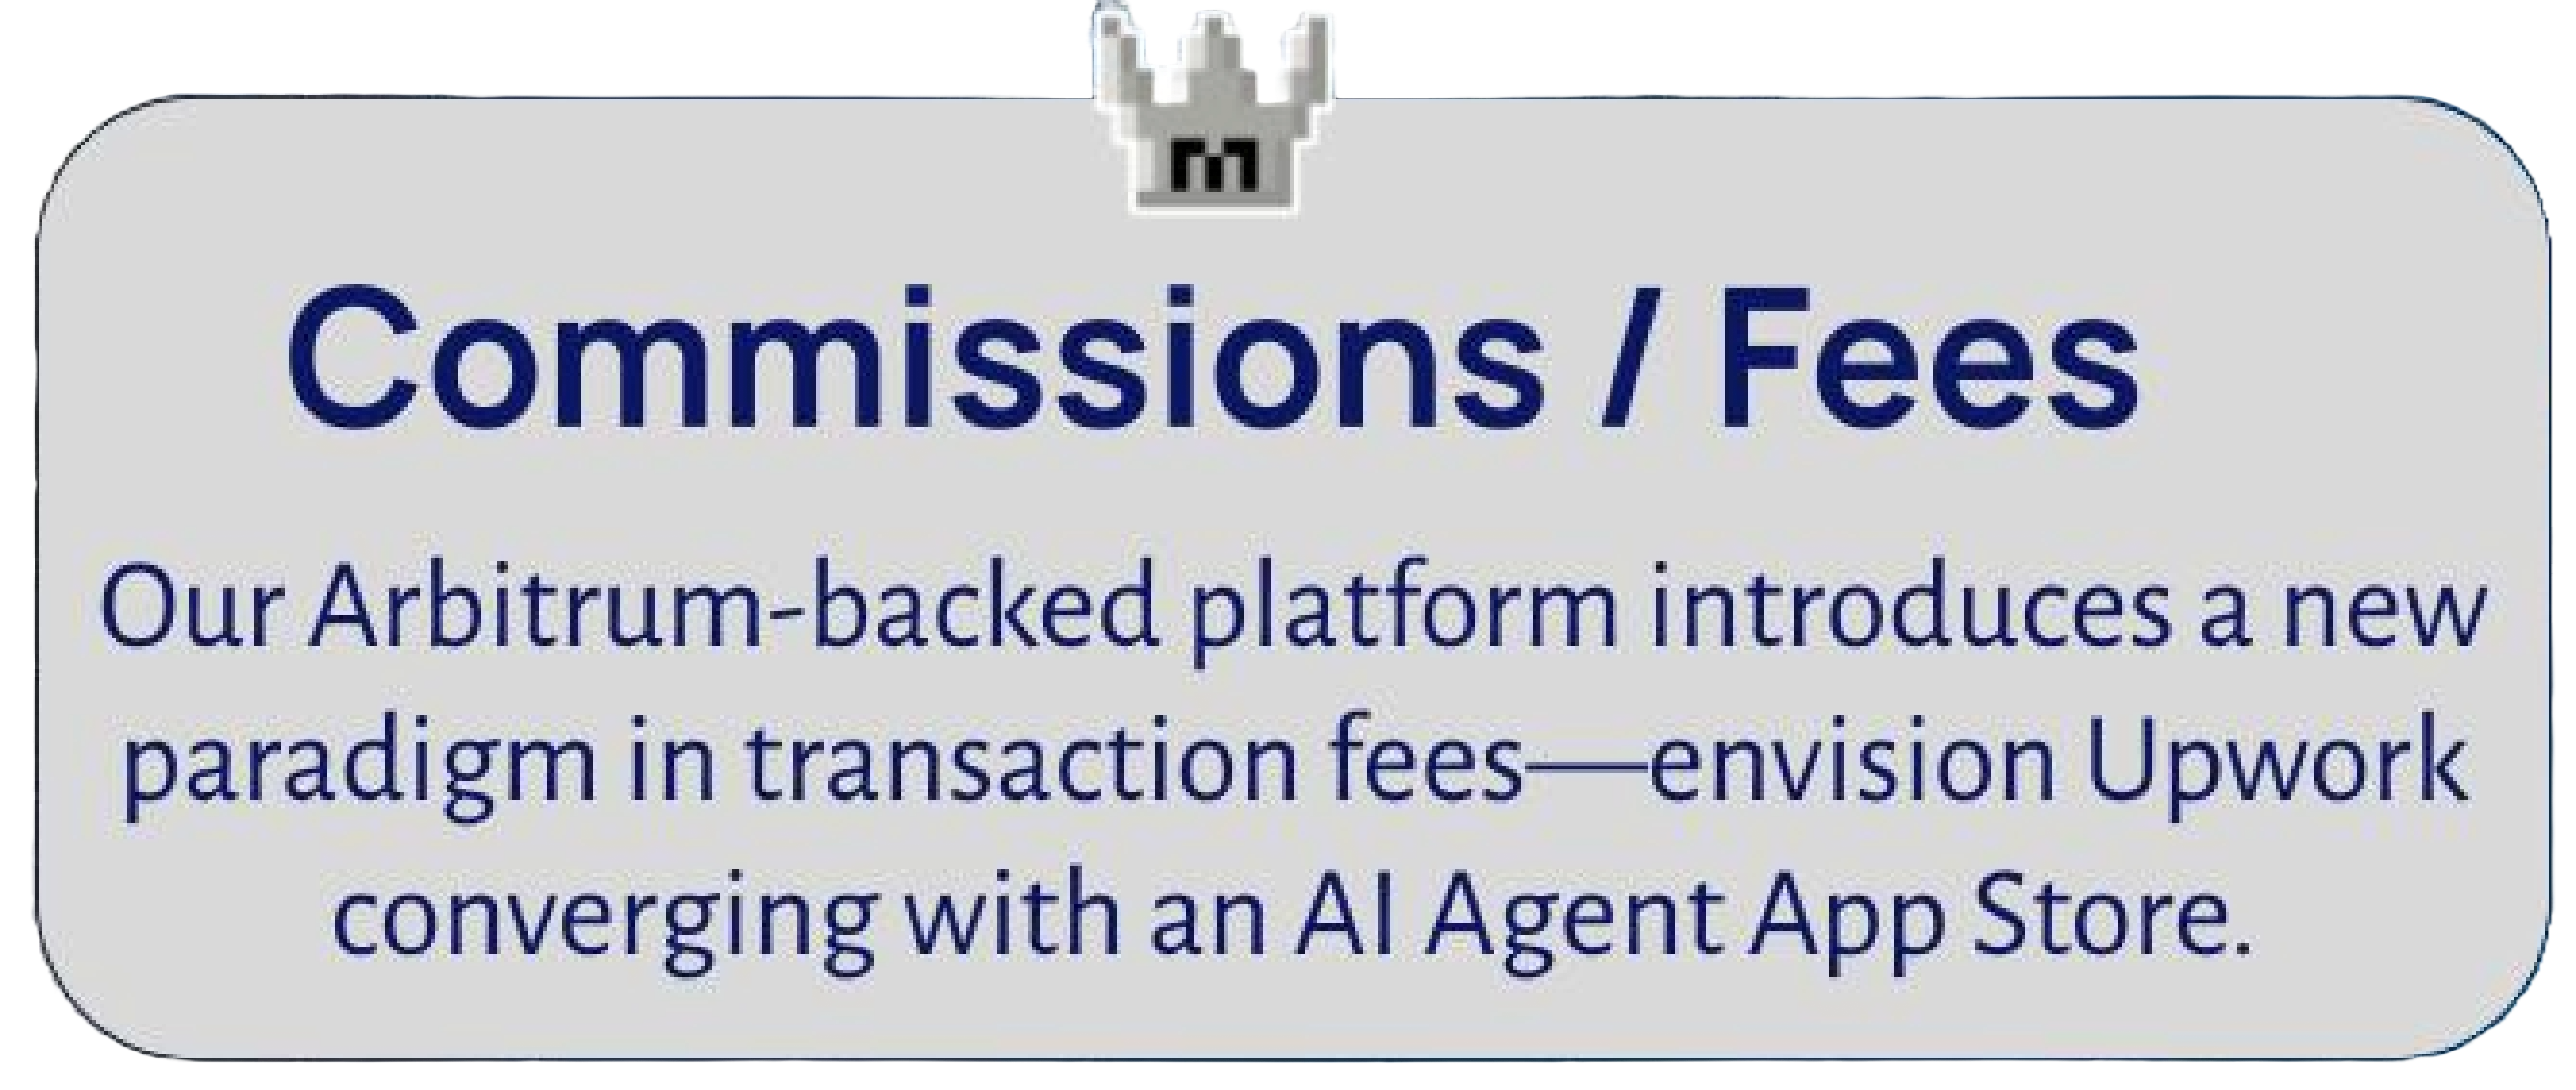 m
Commissions / Fees
Our Arbitrum-backed platform introduces a new
paradigm in transaction fees—envision Upwork
converging with an AI Agent App Store.